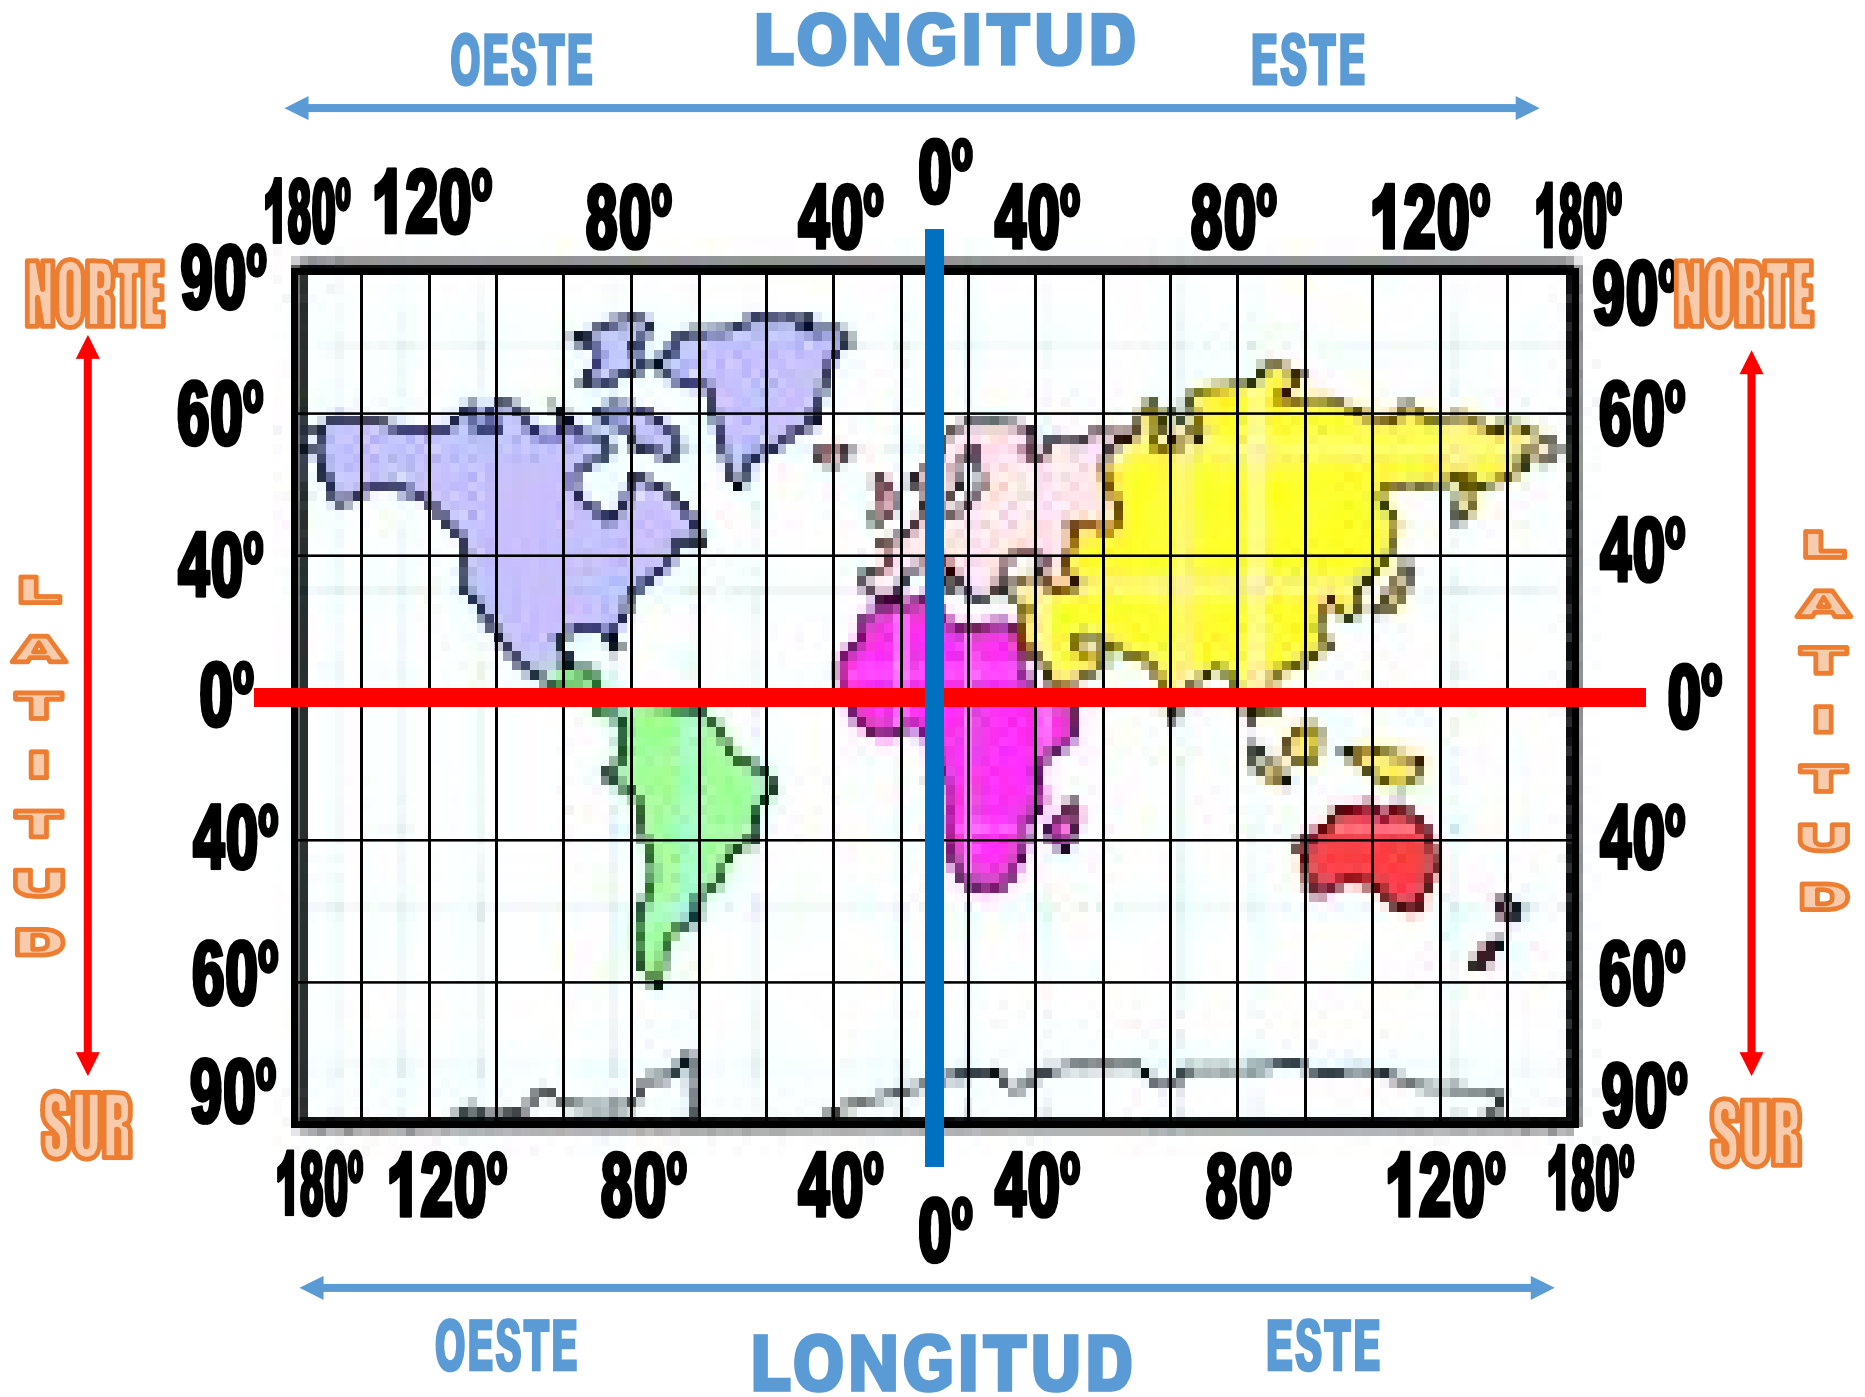 LONGITUD
OESTE ESTE
0º
180º 120º 80º 40º 40º 80º 120º 180º
NORTE 90º 90º NORTE
60º 60º
40º 40º
LATITUD LATITUD
0º 0º
40º 40º
60º 60º
90º 90º
SUR SUR
180º 120º 80º 40º 40º 80º 120º 180º
0º
OESTE ESTE
LONGITUD